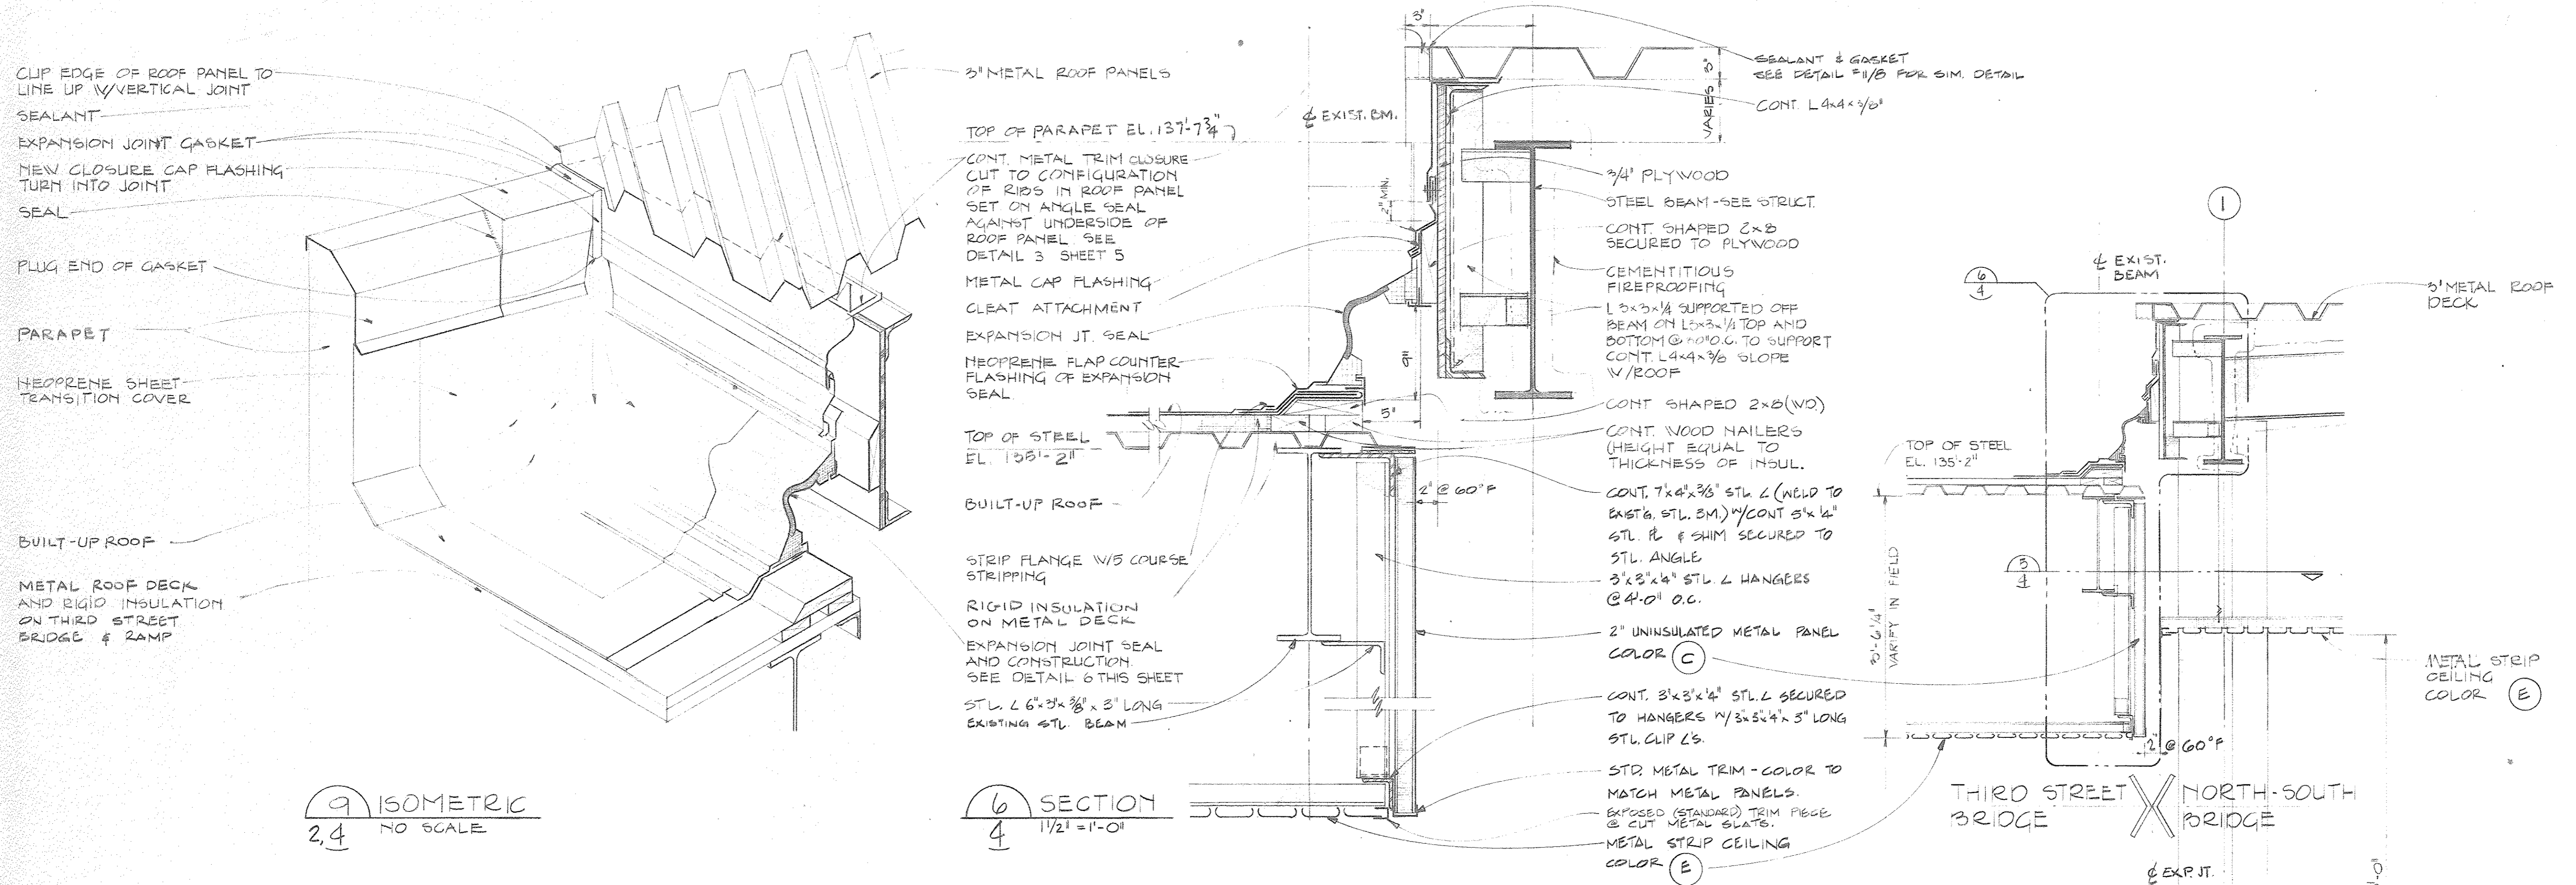 CLIP EDGE OF ROOF PANEL TO
LINE UP W/VERTICAL JOINT
SEALANT
EXPANSION JOINT GASKET
NEW CLOSURE CAP FLASHING
TURN INTO JOINT
SEAL
PLUG END OF GASKET
PARAPET
NEOPRENE SHEET
TRANSITION COVER
BUILT-UP ROOF
METAL ROOF DECK
AND RIGID INSULATION
ON THIRD STREET
BRIDGE & RAMP
9 ISOMETRIC
2,4 NO SCALE
3" METAL ROOF PANELS
TOP OF PARAPET EL. 137'-7 3/4"
CONT. METAL TRIM CLOSURE
CUT TO CONFIGURATION
OF RIBS IN ROOF PANEL
SET ON ANGLE SEAL
AGAINST UNDERSIDE OF
ROOF PANEL SEE
DETAIL 3 SHEET 5
METAL CAP FLASHING
CLEAT ATTACHMENT
EXPANSION JT. SEAL
NEOPRENE FLAP COUNTER
FLASHING OF EXPANSION
SEAL
TOP OF STEEL
EL. 135'-2"
BUILT-UP ROOF
STRIP FLANGE W/5 COURSE
STRIPPING
RIGID INSULATION
ON METAL DECK
EXPANSION JOINT SEAL
AND CONSTRUCTION.
SEE DETAIL 6 THIS SHEET
STL. L 6"x3"x3/8" x 3" LONG
EXISTING STL. BEAM
6 SECTION
4 1 1/2" = 1'-0"
3"
℄ EXIST. BM.
2" MIN.
VARIES 3"
5"
2" @ 60°F
SEALANT & GASKET
SEE DETAIL #11/8 FOR SIM. DETAIL
CONT. L 4x4x3/8"
3/4" PLYWOOD
STEEL BEAM-SEE STRUCT.
CONT. SHAPED 2x8
SECURED TO PLYWOOD
CEMENTITIOUS
FIREPROOFING
L 3x3x1/4 SUPPORTED OFF
BEAM ON L3x3x1/4 TOP AND
BOTTOM @ O.C. TO SUPPORT
CONT. L4x4x3/8 SLOPE
W/ROOF
CONT SHAPED 2x8 (WD.)
CONT. WOOD NAILERS
(HEIGHT EQUAL TO
THICKNESS OF INSUL.
CONT. 7"x4"x3/8" STL. L (WELD TO
EXIST'G. STL. BM.) W/CONT 5"x 1/4"
STL. PL & SHIM SECURED TO
STL. ANGLE
3"x3"x1/4" STL. L HANGERS
@ 4'-0" O.C.
2" UNINSULATED METAL PANEL
COLOR C
CONT. 3"x3"x1/4" STL. L SECURED
TO HANGERS W/ 3"x3"x1/4"x 3" LONG
STL. CLIP L'S.
STD. METAL TRIM - COLOR TO
MATCH METAL PANELS.
EXPOSED (STANDARD) TRIM PIECE
@ CUT METAL SLATS.
METAL STRIP CEILING
COLOR E
1
6
4
℄ EXIST.
BEAM
3" METAL ROOF
DECK
TOP OF STEEL
EL. 135'-2"
3
4
VARIFY IN FIELD
METAL STRIP
CEILING
COLOR E
2" @ 60°F
THIRD STREET
BRIDGE
NORTH-SOUTH
BRIDGE
℄ EXP. JT.